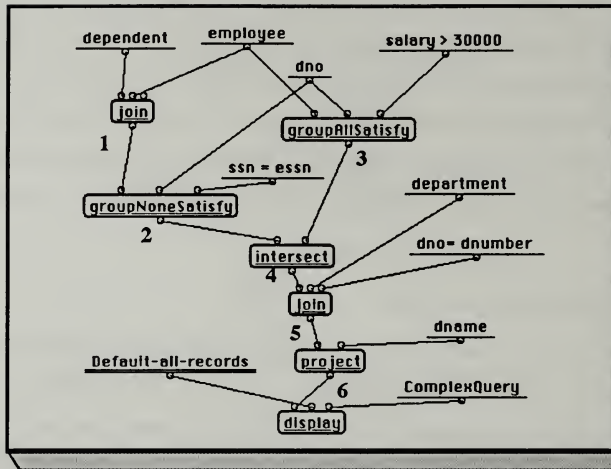 dependent
employee
salary > 30000
dno
join
1
groupAllSatisfy
3
ssn = essn
groupNoneSatisfy
2
department
dno= dnumber
intersect
4
join
5
dname
Default-all-records
project
6
ComplexQuery
display